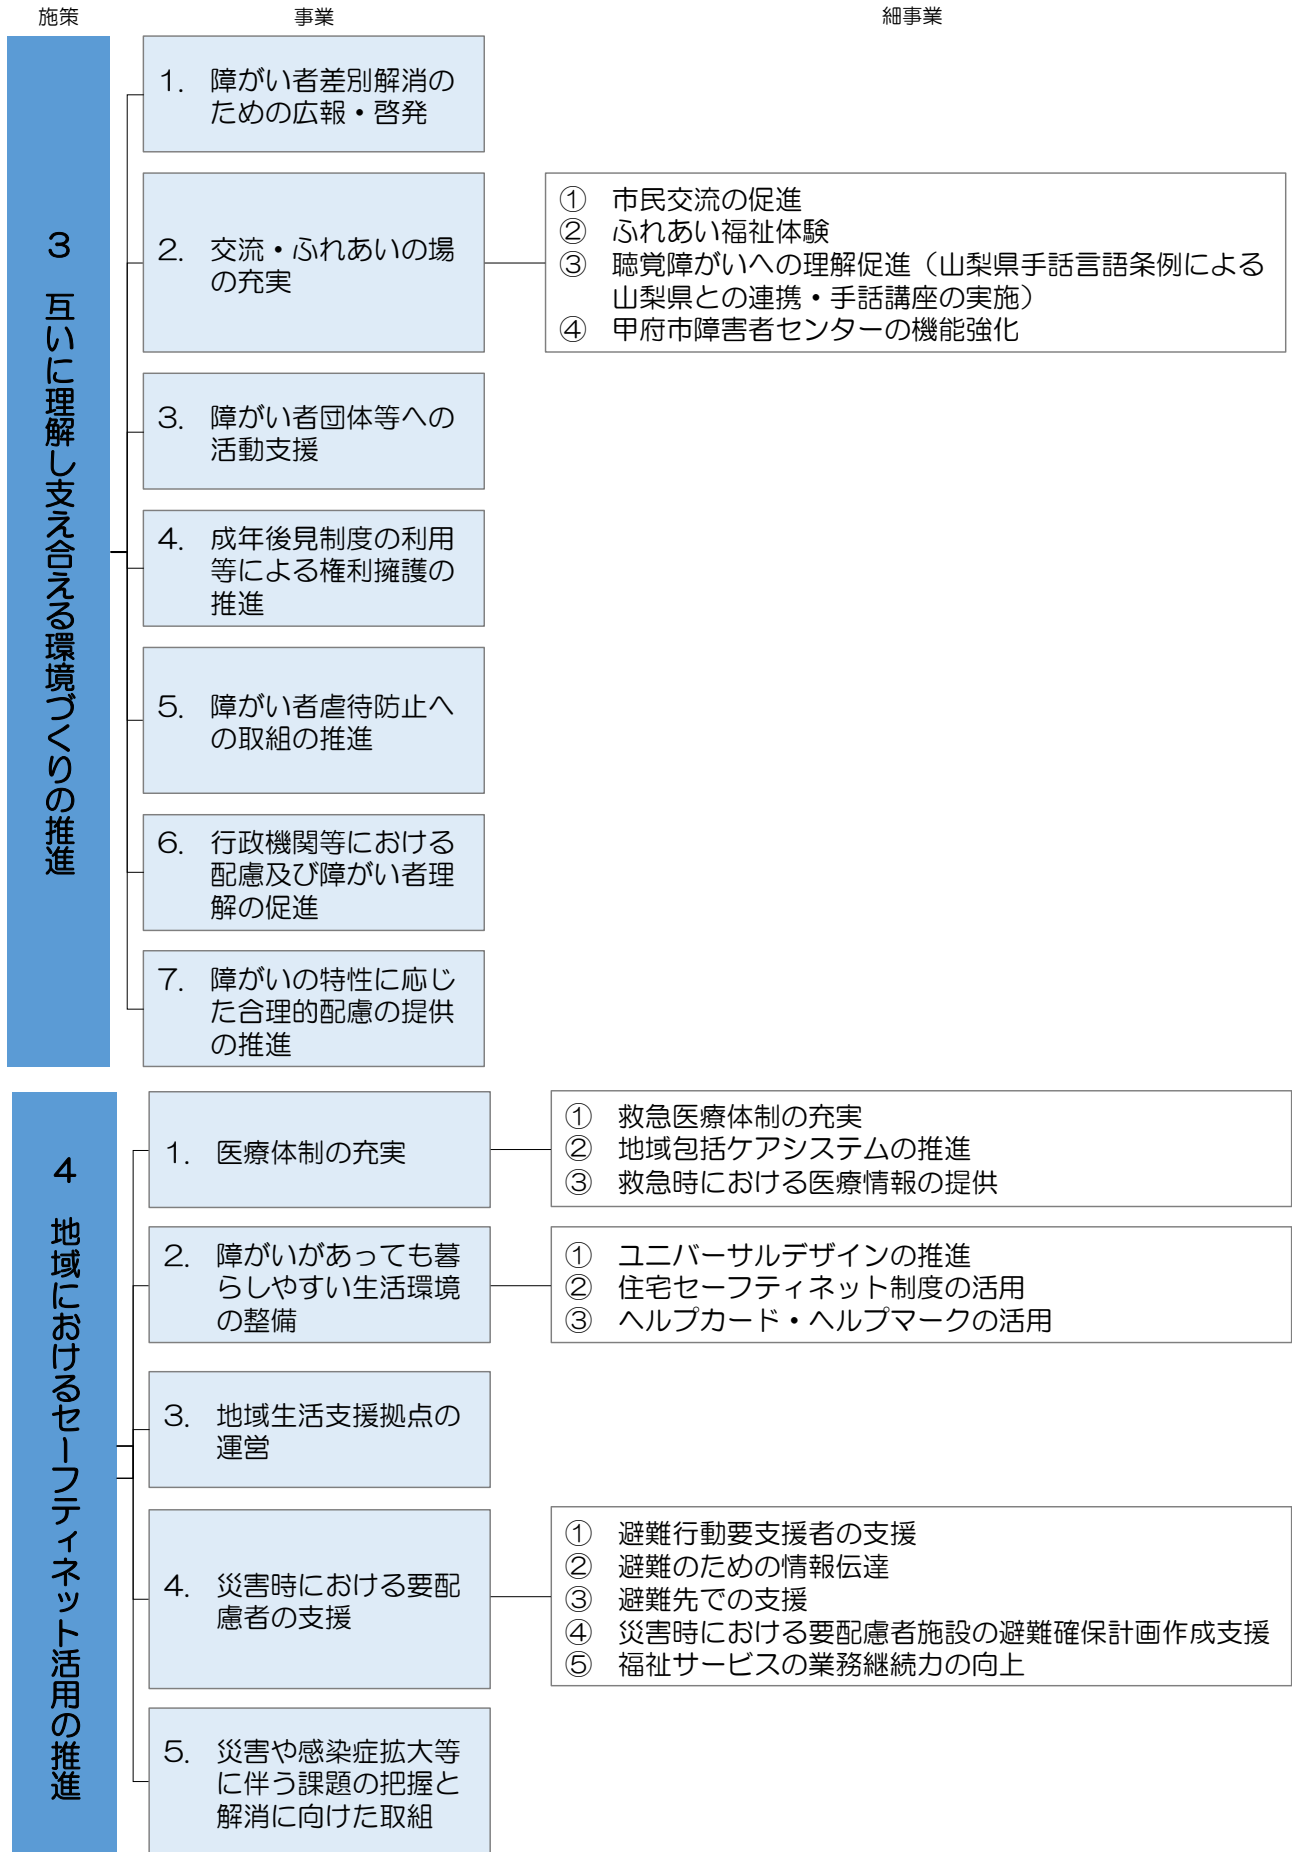 施策　事業　細事業
３　互いに理解し支え合える環境づくりの推進
１．障がい者差別解消の
ための広報・啓発
２．交流・ふれあいの場
の充実
①　市民交流の促進
②　ふれあい福祉体験
③　聴覚障がいへの理解促進（山梨県手話言語条例による
山梨県との連携・手話講座の実施）
④　甲府市障害者センターの機能強化
３．障がい者団体等への
活動支援
４．成年後見制度の利用
等による権利擁護の
推進
５．障がい者虐待防止へ
の取組の推進
６．行政機関等における
配慮及び障がい者理
解の促進
７．障がいの特性に応じ
た合理的配慮の提供
の推進
４　地域におけるセーフティネット活用の推進
１．医療体制の充実
①　救急医療体制の充実
②　地域包括ケアシステムの推進
③　救急時における医療情報の提供
２．障がいがあっても暮
らしやすい生活環境
の整備
①　ユニバーサルデザインの推進
②　住宅セーフティネット制度の活用
③　ヘルプカード・ヘルプマークの活用
３．地域生活支援拠点の
運営
４．災害時における要配
慮者の支援
①　避難行動要支援者の支援
②　避難のための情報伝達
③　避難先での支援
④　災害時における要配慮者施設の避難確保計画作成支援
⑤　福祉サービスの業務継続力の向上
５．災害や感染症拡大等
に伴う課題の把握と
解消に向けた取組